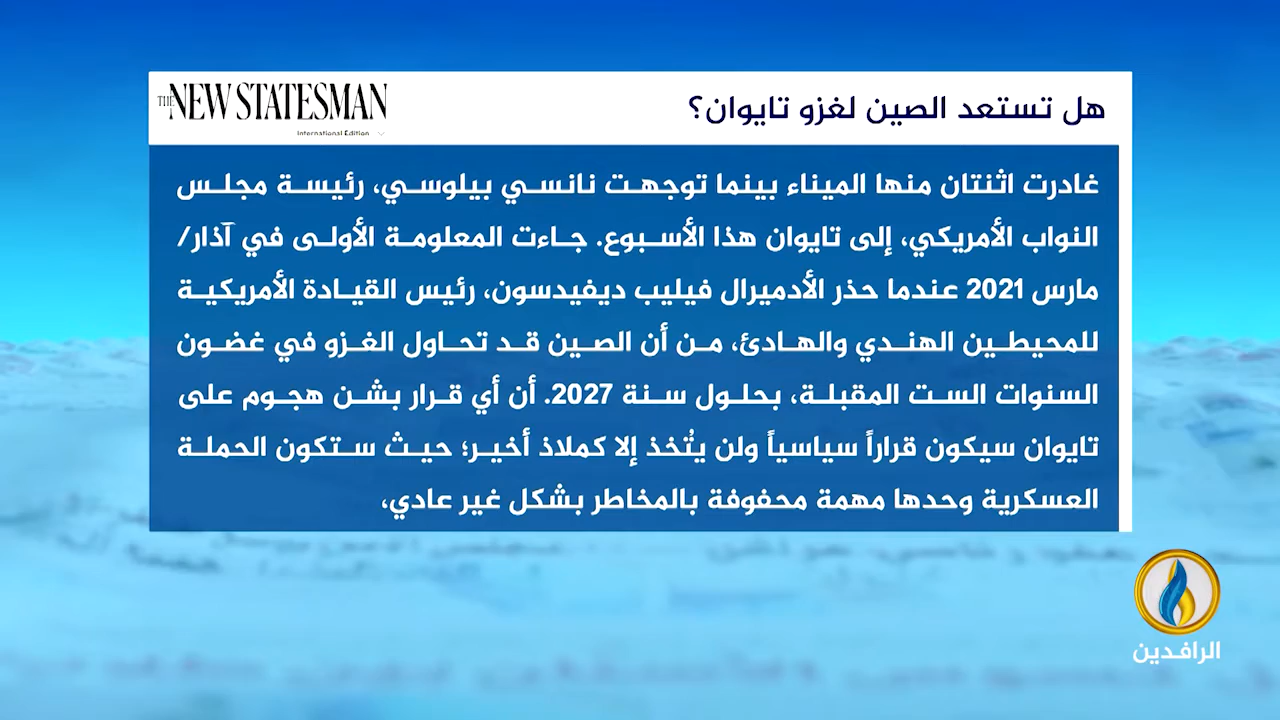 THE NEW STATESMAN
International Edition
هل تستعد الصين لغزو تايوان؟
غادرت اثنتان منها الميناء بينما توجهت نانسي بيلوسي، رئيسة مجلس
النواب الأمريكي، إلى تايوان هذا الأسبوع. جاءت المعلومة الأولى في آذار/
مارس 2021 عندما حذر الأدميرال فيليب ديفيدسون، رئيس القيادة الأمريكية
للمحيطين الهندي والهادئ، من أن الصين قد تحاول الغزو في غضون
السنوات الست المقبلة، بحلول سنة 2027. أن أي قرار بشن هجوم على
تايوان سيكون قراراً سياسياً ولن يتُخذ إلا كملاذ أخير؛ حيث ستكون الحملة
العسكرية وحدها مهمة محفوفة بالمخاطر بشكل غير عادي،
الرافدين